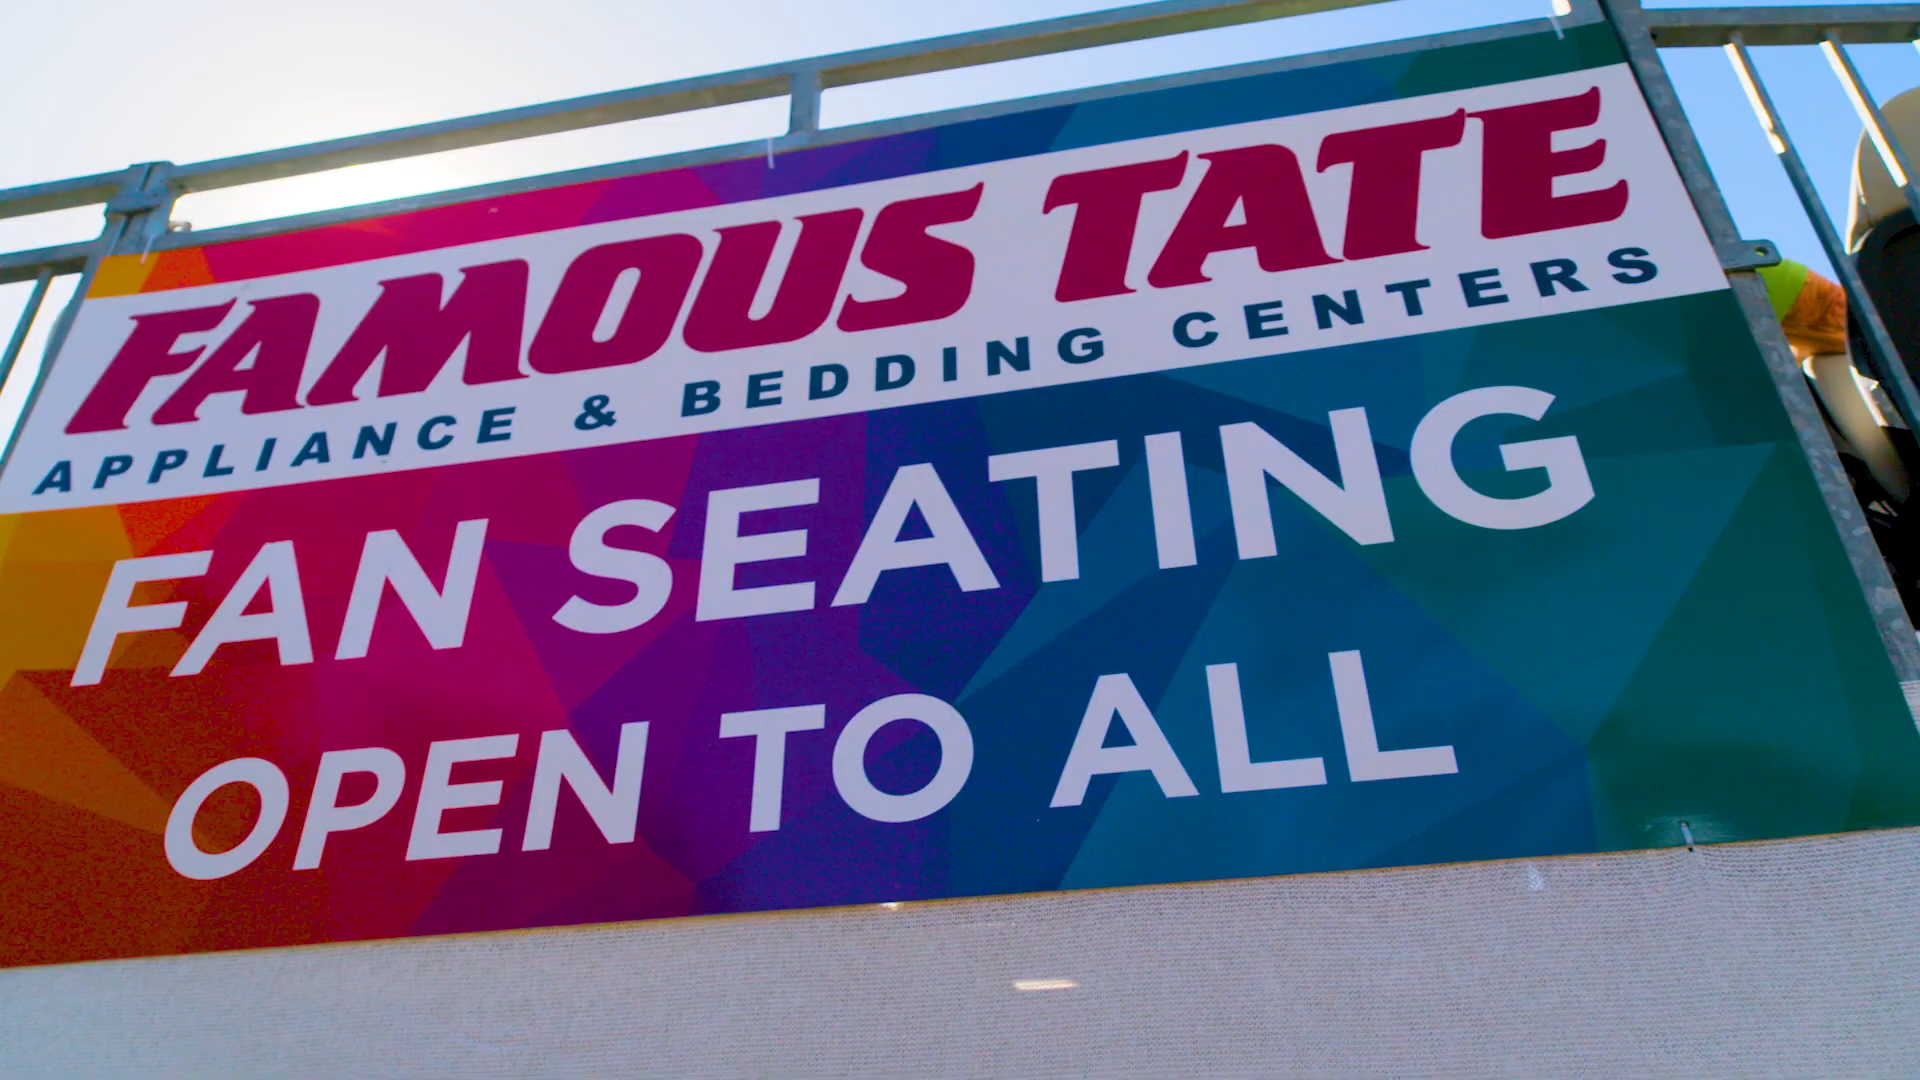 FAMOUS TATE
APPLIANCE & BEDDING CENTERS
FAN SEATING
OPEN TO ALL